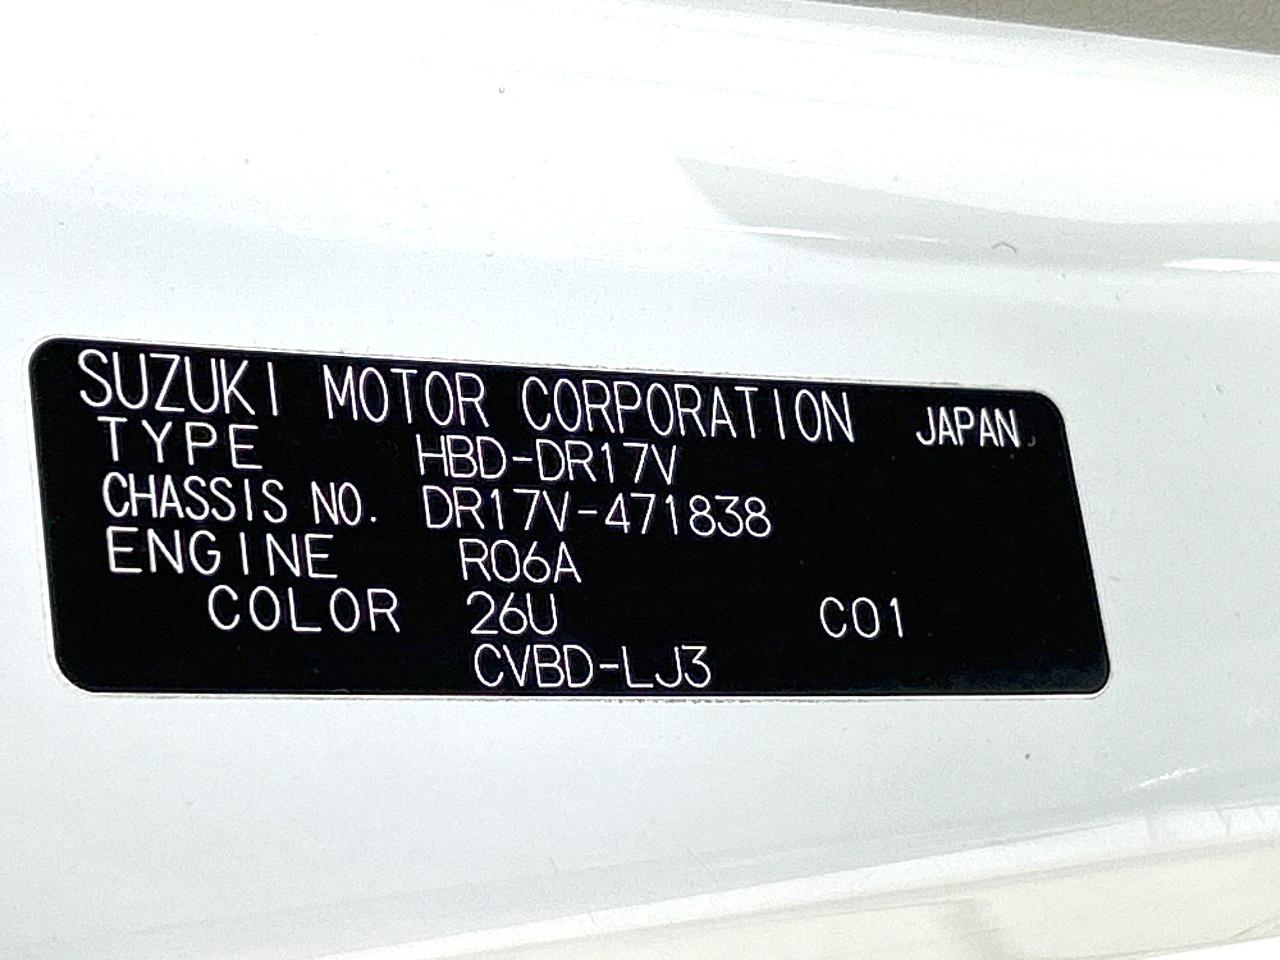 SUZUKI MOTOR CORPORATION JAPAN
TYPE HBD-DR17V
CHASSIS NO. DR17V-471838
ENGINE R06A
COLOR 26U C01
CVBD-LJ3